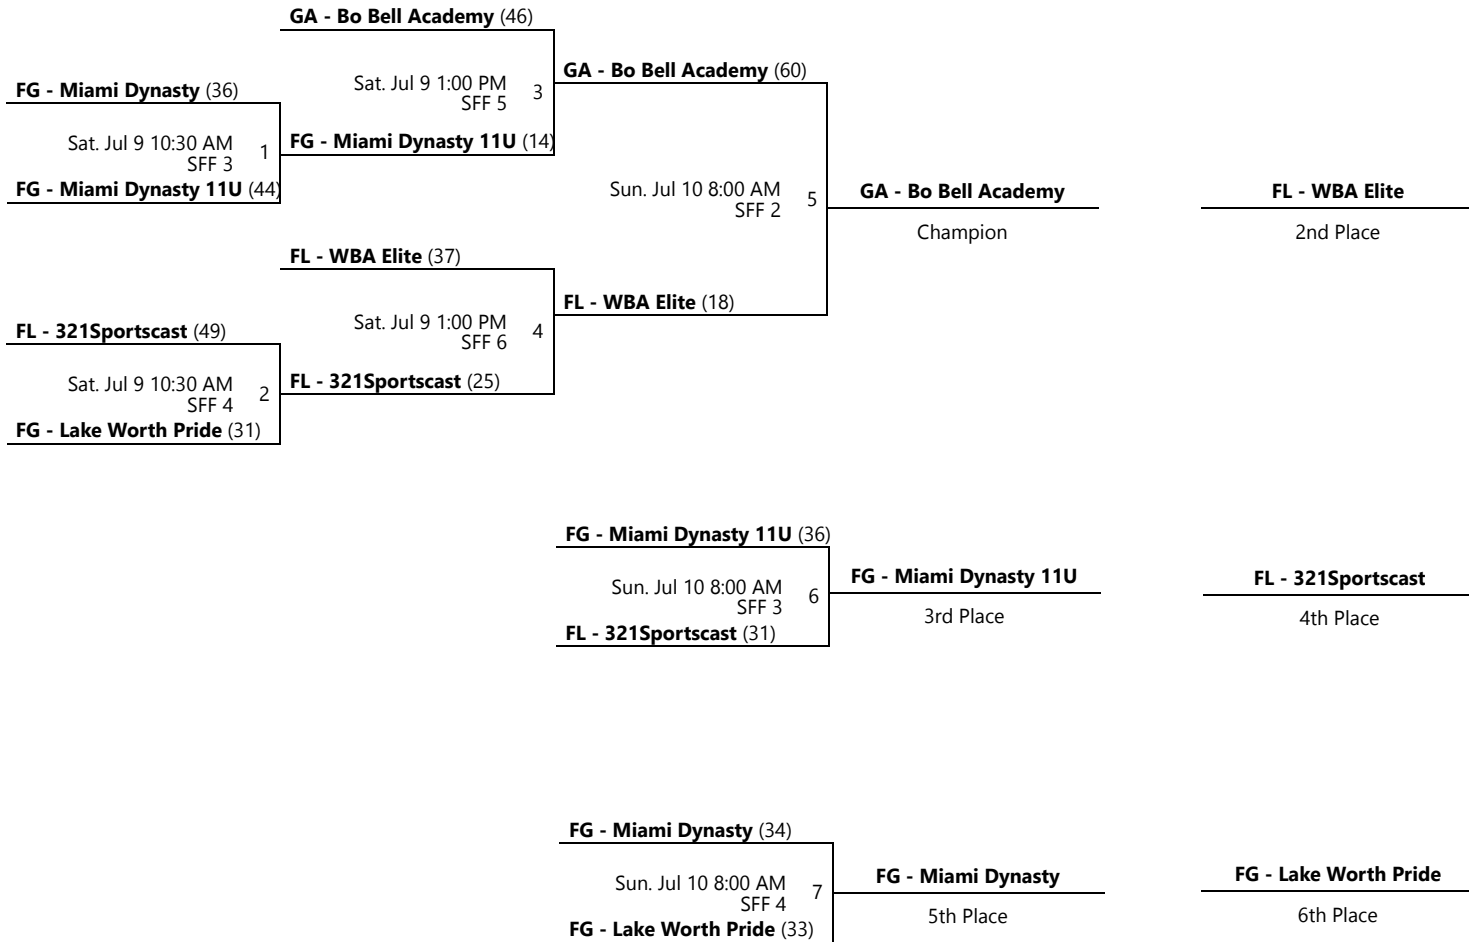 GA - Bo Bell Academy (46)
Sat. Jul 9 1:00 PM
SFF 5
3
GA - Bo Bell Academy (60)
FG - Miami Dynasty (36)
Sat. Jul 9 10:30 AM
SFF 3
1
FG - Miami Dynasty 11U (14)
FG - Miami Dynasty 11U (44)
Sun. Jul 10 8:00 AM
SFF 2
5
GA - Bo Bell Academy
Champion
FL - WBA Elite
2nd Place
FL - WBA Elite (37)
Sat. Jul 9 1:00 PM
SFF 6
4
FL - WBA Elite (18)
FL - 321Sportscast (49)
Sat. Jul 9 10:30 AM
SFF 4
2
FL - 321Sportscast (25)
FG - Lake Worth Pride (31)
FG - Miami Dynasty 11U (36)
Sun. Jul 10 8:00 AM
SFF 3
6
FL - 321Sportscast (31)
FG - Miami Dynasty 11U
3rd Place
FL - 321Sportscast
4th Place
FG - Miami Dynasty (34)
Sun. Jul 10 8:00 AM
SFF 4
7
FG - Lake Worth Pride (33)
FG - Miami Dynasty
5th Place
FG - Lake Worth Pride
6th Place